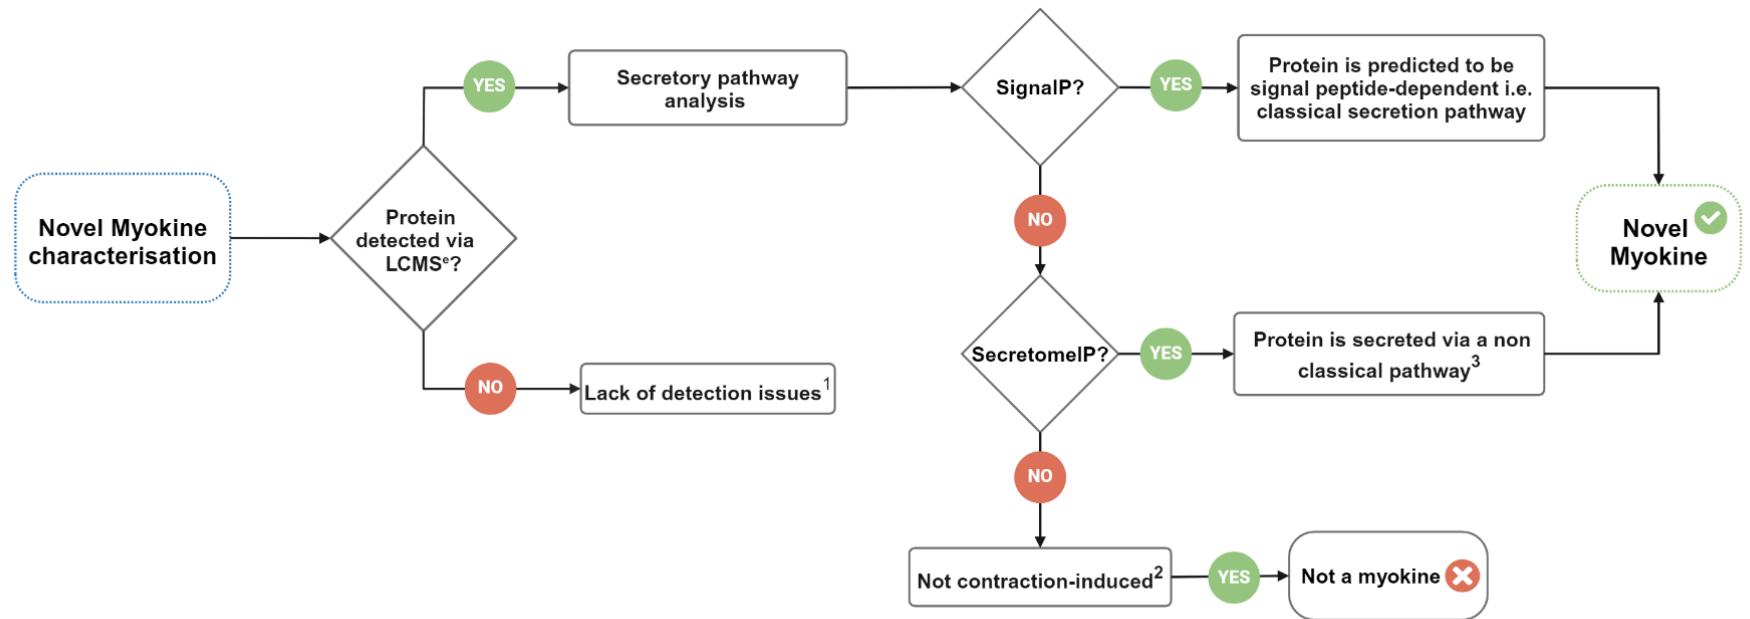 Novel Myokine
characterisation
Protein
detected via
LCMSᵉ?
YES
Secretory pathway
analysis
NO
Lack of detection issues¹
SignalP?
YES
Protein is predicted to be
signal peptide-dependent i.e.
classical secretion pathway
NO
SecretomeIP?
YES
Protein is secreted via a non
classical pathway³
NO
Not contraction-induced²
YES
Not a myokine
Novel
Myokine